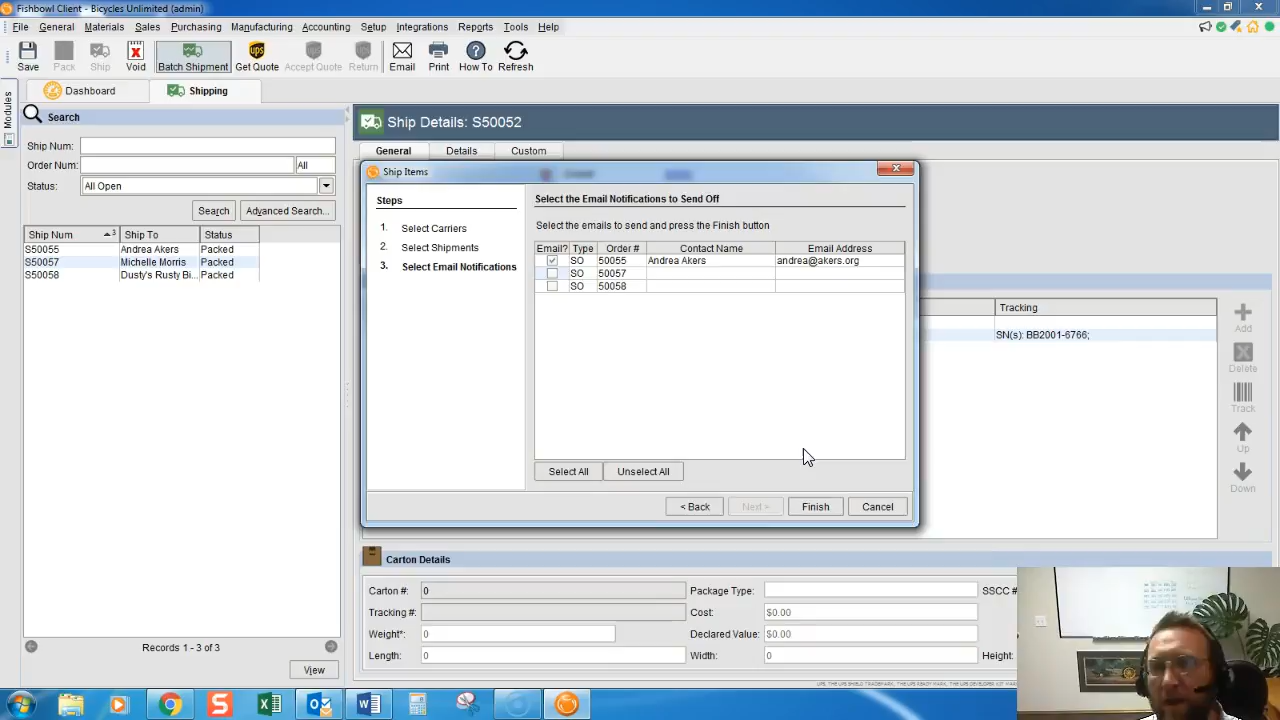 Fishbowl Client - Bicycles Unlimited (admin)
File General Materials Sales Purchasing Manufacturing Accounting Setup Integrations Reports Tools Help
Save Pack Ship Void Batch Shipment Get Quote Accept Quote Return Email Print How To Refresh
Modules
Dashboard Shipping
Search
Ship Num:
Order Num: All
Status: All Open
Search Advanced Search...
Ship Num 3 Ship To Status
S50055 Andrea Akers Packed
S50057 Michelle Morris Packed
S50058 Dusty's Rusty Bi... Packed
Records 1 - 3 of 3
View
Ship Details: S50052
General Details Custom
Ship Items
Steps
1. Select Carriers
2. Select Shipments
3. Select Email Notifications
Select the Email Notifications to Send Off
Select the emails to send and press the Finish button
Email? Type Order # Contact Name Email Address
SO 50055 Andrea Akers andrea@akers.org
SO 50057
SO 50058
Select All Unselect All
< Back Next > Finish Cancel
Tracking
SN(s): BB2001-6766;
Add
Delete
Track
Up
Down
Carton Details
Carton #: 0 Package Type: SSCC #
Tracking #: Cost: $0.00
Weight*: 0 Declared Value: $0.00
Length: 0 Width: 0 Height: